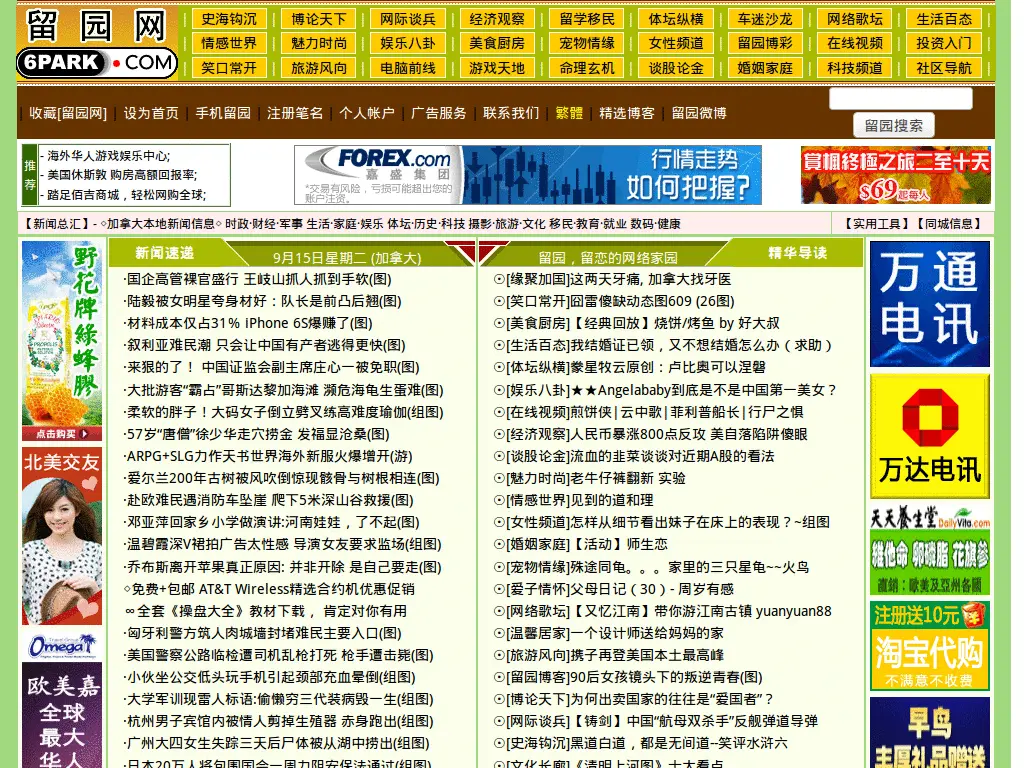 留园网
6PARK.COM
史海钩沉 博论天下 网际谈兵 经济观察 留学移民 体坛纵横 车迷沙龙 网络歌坛 生活百态
情感世界 魅力时尚 娱乐八卦 美食厨房 宠物情缘 女性频道 留园博彩 在线视频 投资入门
笑口常开 旅游风向 电脑前线 游戏天地 命理玄机 谈股论金 婚姻家庭 科技频道 社区导航
| 收藏[留园网] | 设为首页 | 手机留园 | 注册笔名 | 个人帐户 | 广告服务 | 联系我们 | 繁體 | 精选博客 | 留园微博
留园搜索
推荐
- 海外华人游戏娱乐中心;
- 美国休斯敦 购房高额回报率;
- 踏足佰吉商城，轻松网购全球;
FOREX.com
嘉盛集团
*交易有风险，亏损可能超出您的账户注资。
行情走势
如何把握?
賞楓終極之旅二至十天
$69起每人
【新闻总汇】- ◇加拿大本地新闻信息◇ 时政·财经·军事 生活·家庭·娱乐 体坛·历史·科技 摄影·旅游·文化 移民·教育·就业 数码·健康
【实用工具】【同城信息】
野花牌綠蜂膠
PROPOLIS
点击购买
北美交友
Omega
欧美嘉
全球
最大
华人
新闻速递 9月15日星期二 (加拿大)
·国企高管裸官盛行 王岐山抓人抓到手软(图)
·陆毅被女明星夸身材好：队长是前凸后翘(图)
·材料成本仅占31% iPhone 6S爆赚了(图)
·叙利亚难民潮 只会让中国有产者逃得更快(图)
·来狠的了！ 中国证监会副主席庄心一被免职(图)
·大批游客“霸占”哥斯达黎加海滩 濒危海龟生蛋难(图)
·柔软的胖子！大码女子倒立劈叉练高难度瑜伽(组图)
·57岁“唐僧”徐少华走穴捞金 发福显沧桑(图)
·ARPG+SLG力作天书世界海外新服火爆增开(游)
·爱尔兰200年古树被风吹倒惊现骸骨与树根相连(图)
·赴欧难民遇消防车坠崖 爬下5米深山谷救援(图)
·邓亚萍回家乡小学做演讲:河南娃娃，了不起(图)
·温碧霞深V裙拍广告太性感 导演女友要求监场(组图)
·乔布斯离开苹果真正原因: 并非开除 是自己要走(图)
◇免费+包邮 AT&T Wireless精选合约机优惠促销
∞全套《操盘大全》教材下载， 肯定对你有用
·匈牙利警方筑人肉城墙封堵难民主要入口(图)
·美国警察公路临检遭司机乱枪打死 枪手遭击毙(图)
·小伙坐公交低头玩手机引起颈部充血晕倒(组图)
·大学军训现雷人标语:偷懒穷三代装病毁一生(组图)
·杭州男子宾馆内被情人剪掉生殖器 赤身跑出(组图)
·广州大四女生失踪三天后尸体被从湖中捞出(组图)
·日本20万人将包围国会一周力阻安保法通过(组图)
留园，留恋的网络家园 精华导读
⊙[缘聚加国]这两天牙痛, 加拿大找牙医
⊙[笑口常开]囧雷傻缺动态图609 (26图)
⊙[美食厨房]【经典回放】烧饼/烤鱼 by 好大叔
⊙[生活百态]我结婚证已领，又不想结婚怎么办（求助 ）
⊙[体坛纵横]豢星牧云原创：卢比奥可以涅磐
⊙[娱乐八卦]★★Angelababy到底是不是中国第一美女？
⊙[在线视频]煎饼侠|云中歌|菲利普船长|行尸之惧
⊙[经济观察]人民币暴涨800点反攻 美自落陷阱傻眼
⊙[谈股论金]流血的韭菜谈谈对近期A股的看法
⊙[魅力时尚]老牛仔裤翻新 实验
⊙[情感世界]见到的道和理
⊙[女性频道]怎样从细节看出妹子在床上的表现？~组图
⊙[婚姻家庭]【活动】师生恋
⊙[宠物情缘]殊途同龟。。。家里的三只星龟~~火鸟
⊙[爱子情怀]父母日记（30）- 周岁有感
⊙[网络歌坛]【又忆江南】带你游江南古镇 yuanyuan88
⊙[温馨居家]一个设计师送给妈妈的家
⊙[旅游风向]携子再登美国本土最高峰
⊙[留园博客]90后女孩镜头下的叛逆青春(图)
⊙[博论天下]为何出卖国家的往往是“爱国者”？
⊙[网际谈兵]【铸剑】中国“航母双杀手”反舰弹道导弹
⊙[史海钩沉]黑道白道，都是无间道--笑评水浒六
⊙[文化长廊]《清明上河图》十大看点
万通
电讯
万达电讯
天天養生堂DailyVita.com
維他命 卵磷脂 花旗參
直銷：歐美及亞洲各國
注册送10元
淘宝代购
不满意不收费
早鸟
丰厚礼品赠送